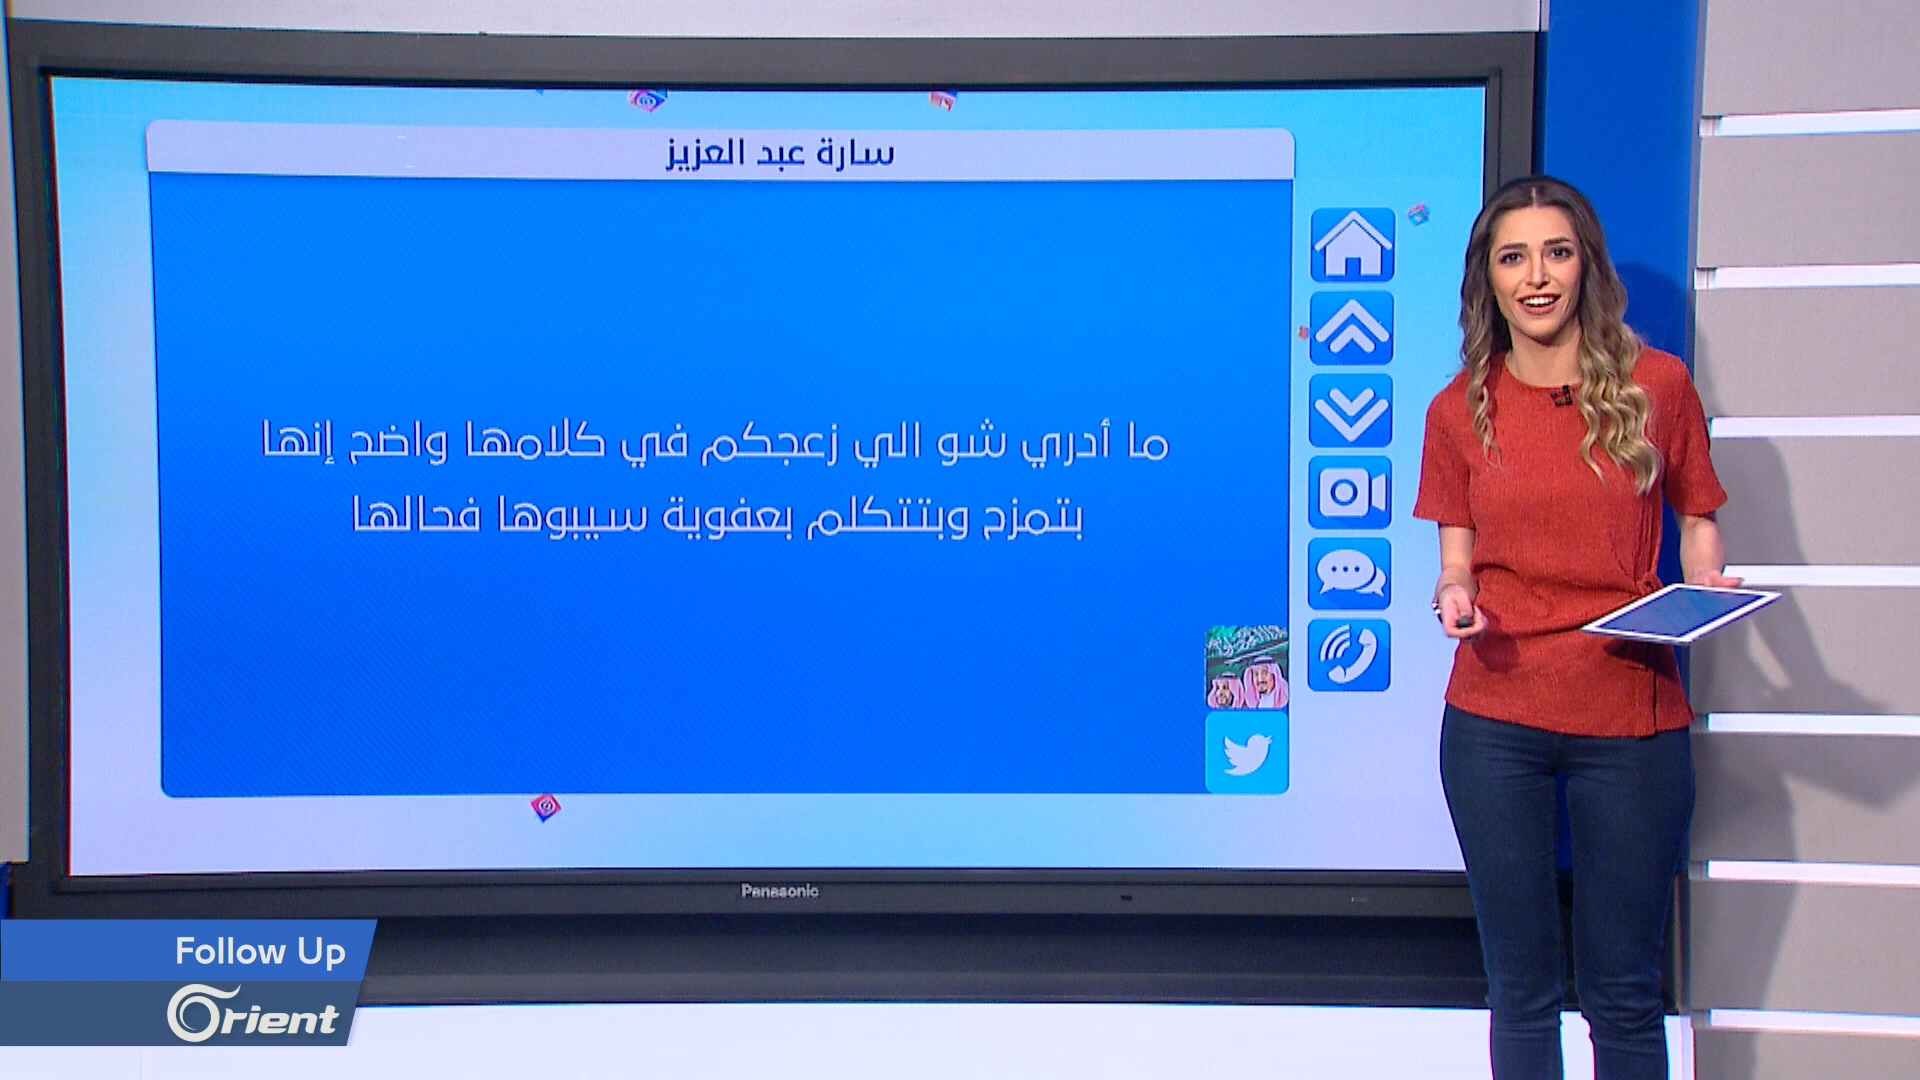 سارة عبد العزيز
ما أدري شو الي زعجكم في كلامها واضح إنها
بتمزح وبتتكلم بعفوية سيبوها فحالها
Panasonic
Follow Up
Orient